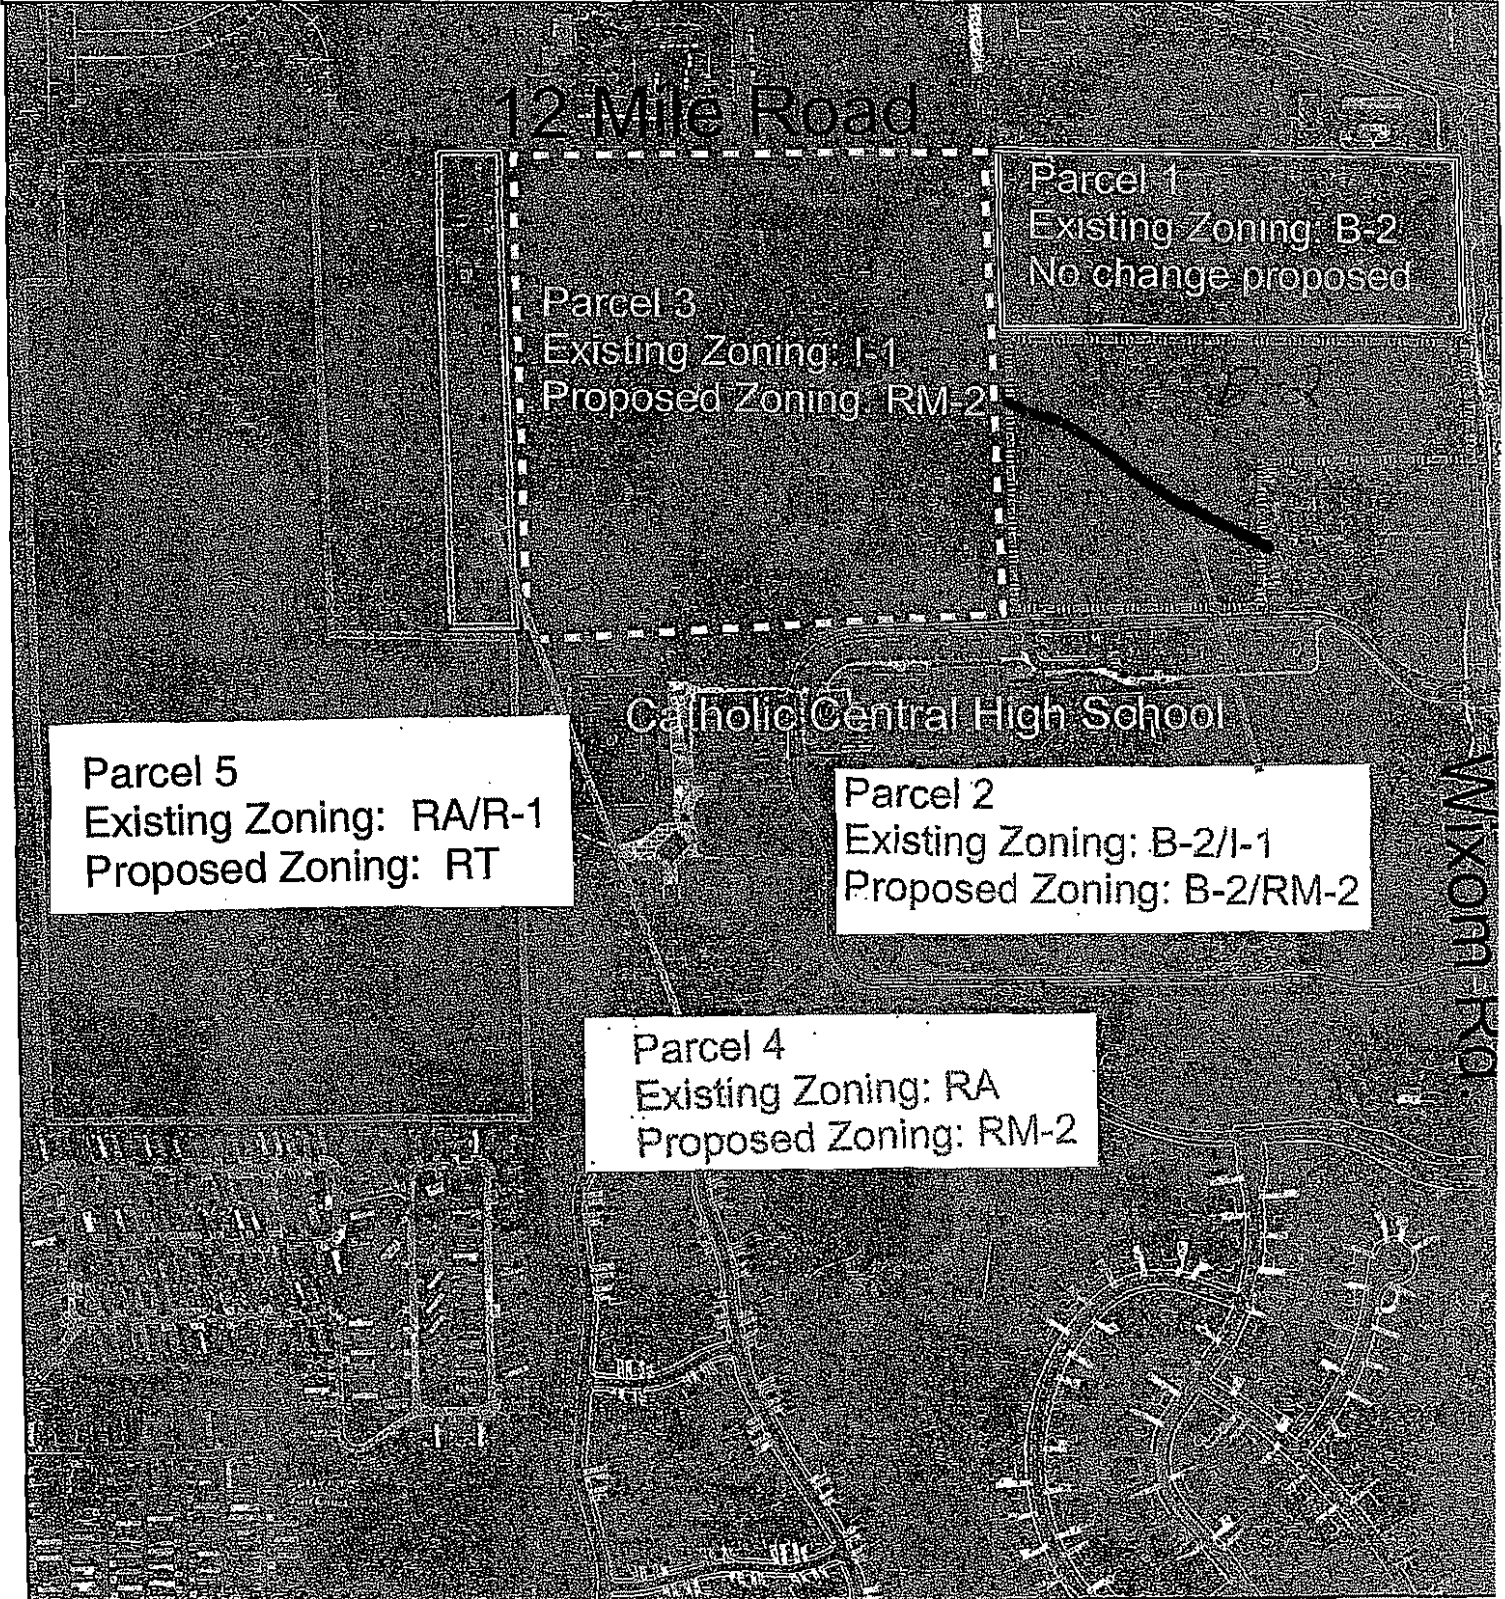 12 Mile Road
Parcel 1
Existing Zoning: B-2
No change proposed
Parcel 3
Existing Zoning: I-1
Proposed Zoning: RM-2
Catholic Central High School
Parcel 5
Existing Zoning: RA/R-1
Proposed Zoning: RT
Parcel 2
Existing Zoning: B-2/I-1
Proposed Zoning: B-2/RM-2
Wixom Rd.
Parcel 4
Existing Zoning: RA
Proposed Zoning: RM-2